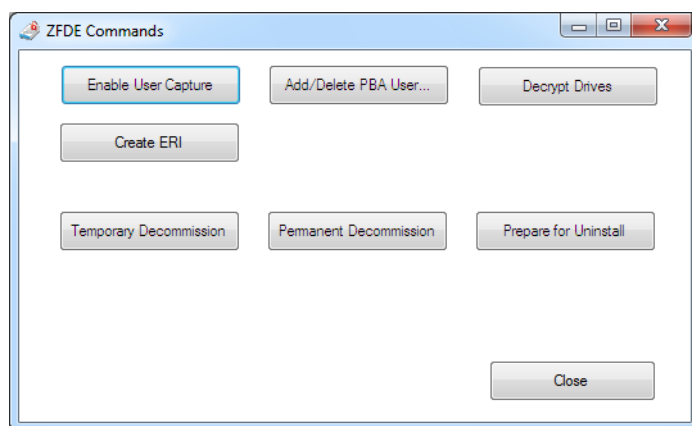 ZFDE Commands
Enable User Capture
Add/Delete PBA User...
Decrypt Drives
Create ERI
Temporary Decommission
Permanent Decommission
Prepare for Uninstall
Close